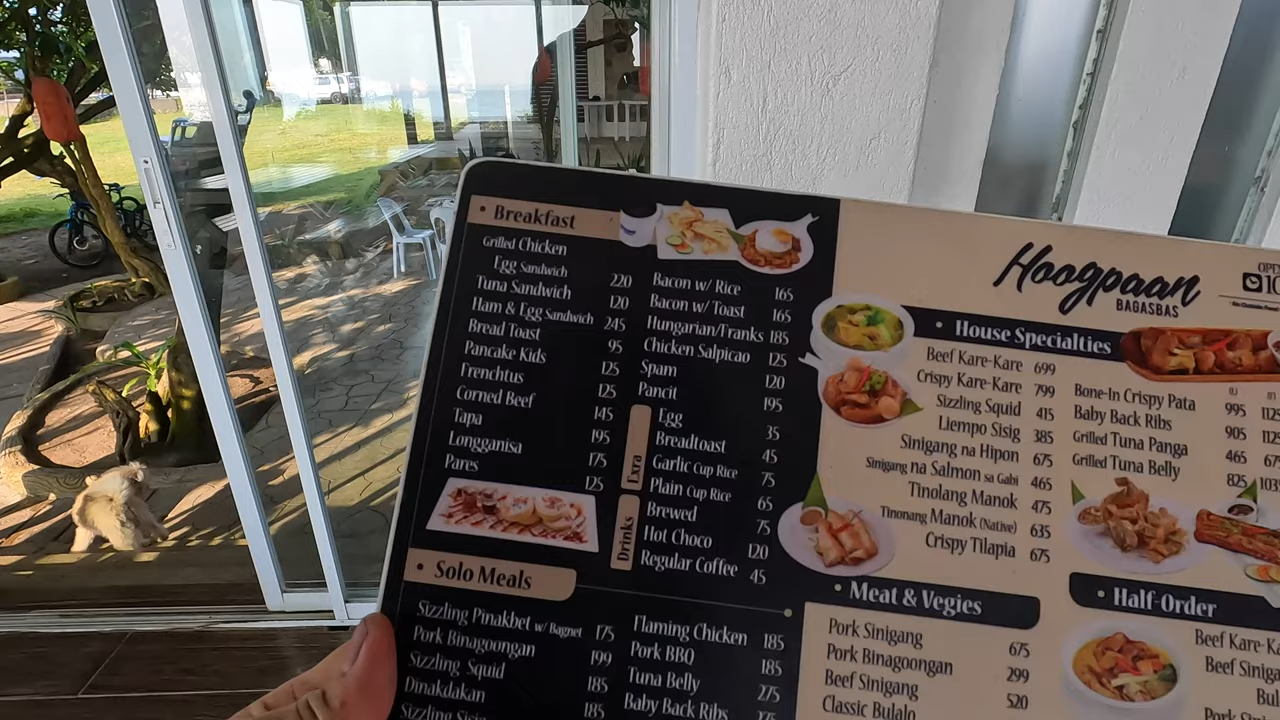 • Breakfast
Grilled Chicken
Egg Sandwich 220
Tuna Sandwich 120
Ham & Egg Sandwich 245
Bread Toast 95
Pancake Kids 125
Frenchtus 125
Corned Beef 145
Tapa 195
Longganisa 175
Pares 125
Bacon w/ Rice 165
Bacon w/ Toast 165
Hungarian/Franks 185
Chicken Salpicao 125
Spam 120
Pancit 195
Exra
Egg 35
Breadtoast 45
Garlic Cup Rice 75
Plain Cup Rice 65
Drinks
Brewed 75
Hot Choco 120
Regular Coffee 45
• Solo Meals
Sizzling Pinakbet w/ Bagnet 175
Pork Binagoongan 199
Sizzling Squid 185
Dinakdakan 185
Flaming Chicken 185
Pork BBQ 185
Tuna Belly 275
Baby Back Ribs
Hoogpaan
BAGASBAS
• House Specialties
Beef Kare-Kare 699
Crispy Kare-Kare 799
Sizzling Squid 415
Liempo Sisig 385
Sinigang na Hipon 675
Sinigang na Salmon sa Gabi 465
Tinolang Manok 475
Tinonang Manok (Native) 635
Crispy Tilapia 675
Bone-In Crispy Pata 995
Baby Back Ribs 905
Grilled Tuna Panga 465
Grilled Tuna Belly 825
• Meat & Vegies
Pork Sinigang 675
Pork Binagoongan 299
Beef Sinigang 520
Classic Bulalo
• Half-Order
Beef Kare-Ka
Beef Siniga